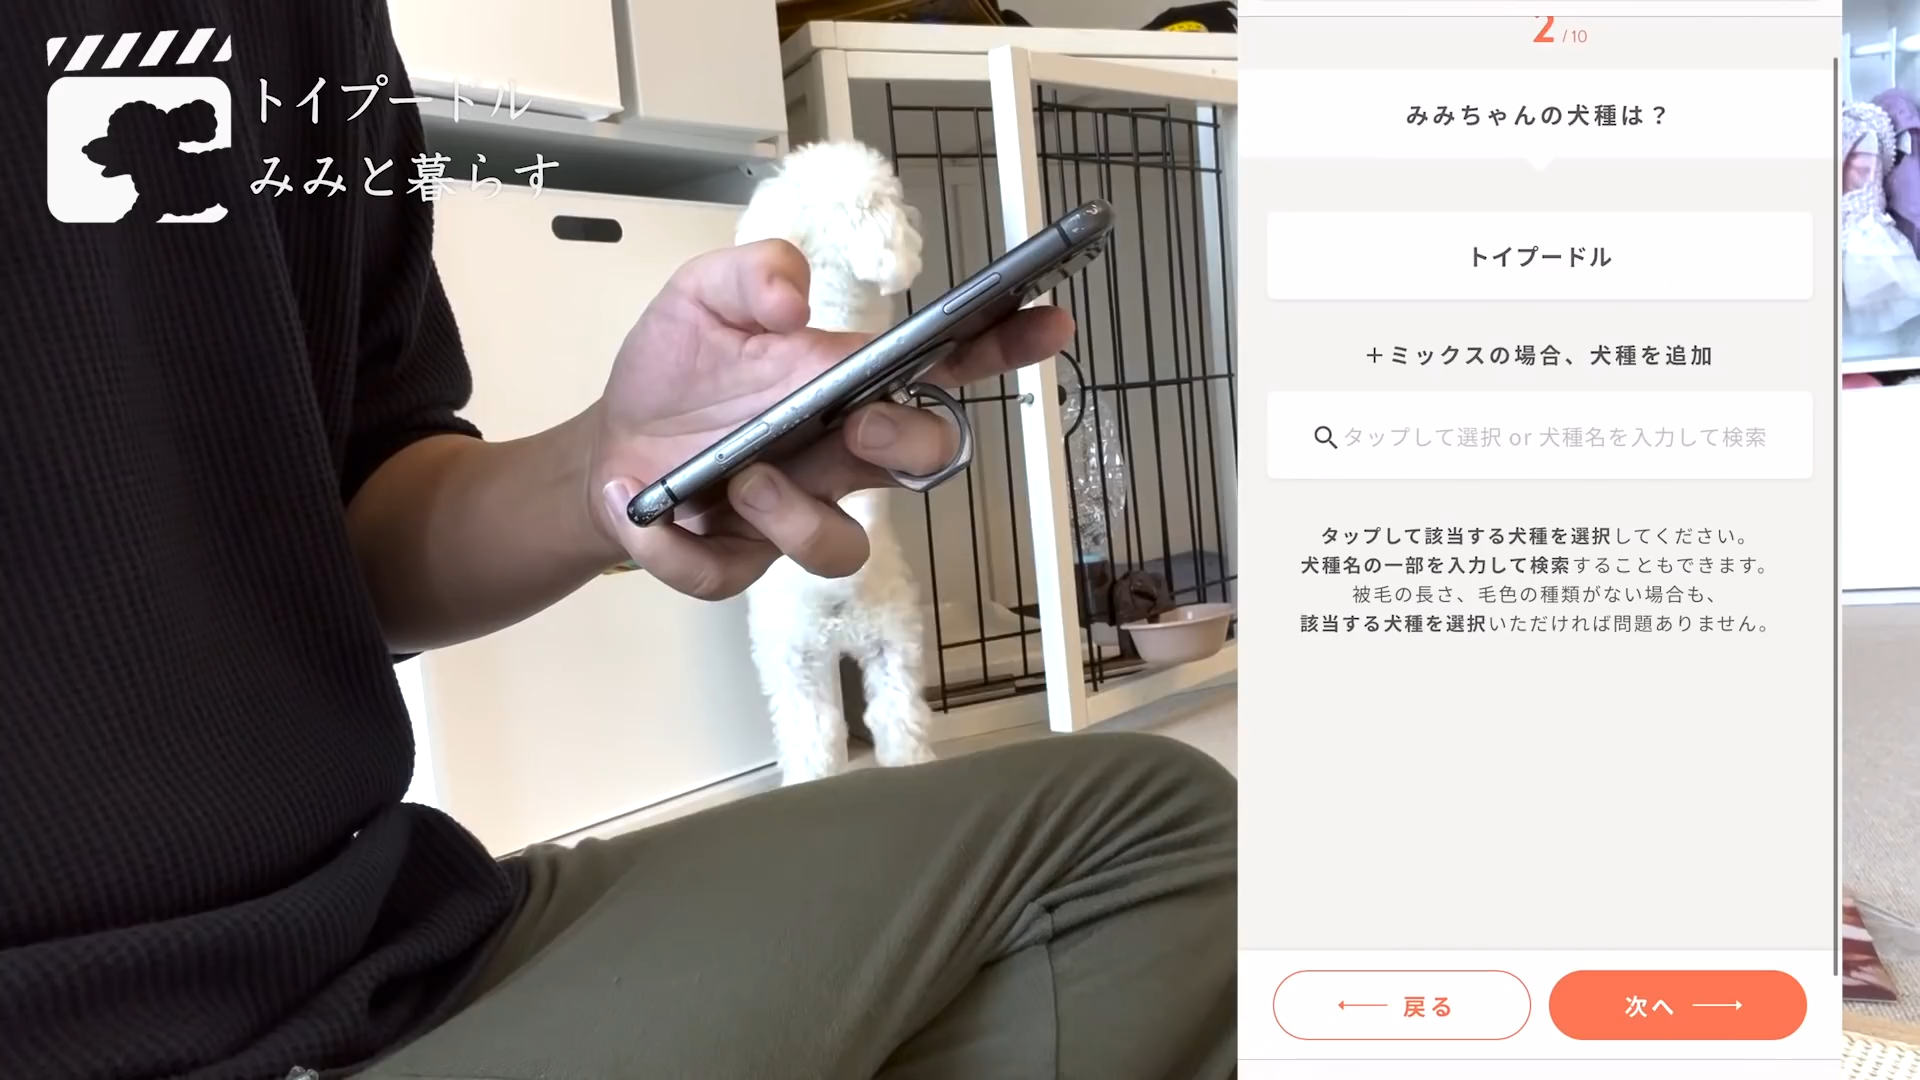 トイプードル
みみと暮らす
2 / 10
みみちゃんの犬種は？
トイプードル
＋ミックスの場合、犬種を追加
タップして選択 or 犬種名を入力して検索
タップして該当する犬種を選択してください。
犬種名の一部を入力して検索することもできます。
被毛の長さ、毛色の種類がない場合も、
該当する犬種を選択いただければ問題ありません。
戻る
次へ